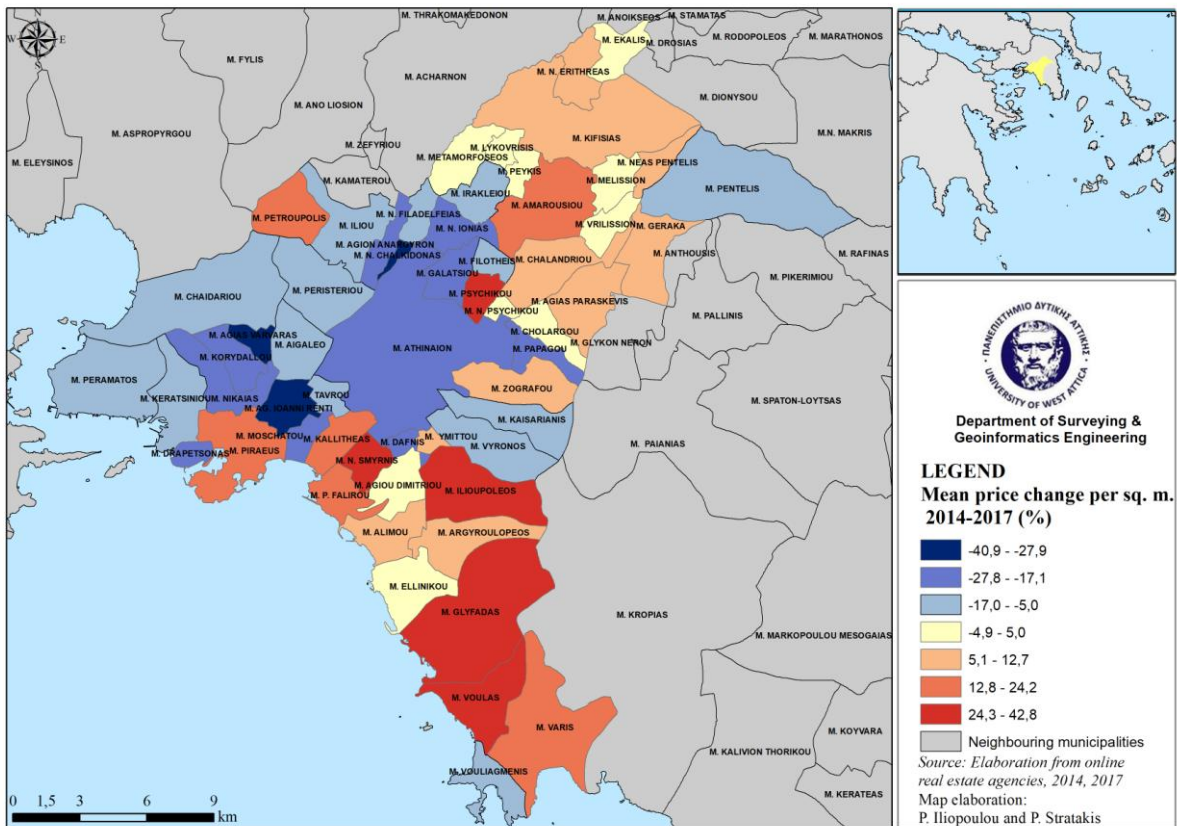 N
W
E
S
M. THRAKOMAKEDONON
M. ANOIKSEOS
M. STAMATAS
M. EKALIS
M. DROSIAS
M. RODOPOLEOS
M. MARATHONOS
M. FYLIS
M. ACHARNON
M. N. ERITHREAS
M. DIONYSOU
M. ANO LIOSION
M. ASPROPYRGOU
M. KIFISIAS
M.N. MAKRIS
M. ZEFYRIOU
M. LYKOVRISIS
M. METAMORFOSEOS
M. ELEYSINOS
M. NEAS PENTELIS
M. PEYKIS
M. KAMATEROU
M. MELISSION
M. IRAKLEIOU
M. PENTELIS
M. AMAROUSIOU
M. PETROUPOLIS
M. N. FILADELFEIAS
M. ILIOU
M. VRILISSION
M. GERAKA
M. N. IONIAS
M. AGION ANARGYRON
M. N. CHALKIDONAS
M. ANTHOUSIS
M. RAFINAS
M. FILOTHEIS
M. CHALANDRIOU
M. GALATSIOU
M. PIKERMIOU
M. PERISTERIOU
M. CHAIDARIOU
M. PSYCHIKOU
M. AGIAS PARASKEVIS
M. N. PSYCHIKOU
M. PALLINIS
M. CHOLARGOU
M. AGIAS VARVARAS
M. AIGALEO
M. GLYKON NERON
M. ATHINAION
M. PAPAGOU
M. KORYDALLOU
M. PERAMATOS
M. SPATON-LOYTSAS
M. ZOGRAFOU
M. TAVROU
M. KERATSINIOU
M. NIKAIAS
M. AG. IOANNI RENTI
M. KAISARIANIS
M. MOSCHATOU
M. KALLITHEAS
M. DAFNIS
M. YMITTOU
M. VYRONOS
M. PAIANIAS
M. PIRAEUS
M. DRAPETSONAS
M. N. SMYRNIS
M. AGIOU DIMITRIOU
M. ILIOUPOLEOS
M. P. FALIROU
M. ALIMOU
M. ARGYROULOPEOS
M. ELLINIKOU
M. GLYFADAS
M. KROPIAS
M. MARKOPOULOU MESOGAIAS
M. VOULAS
M. VARIS
M. KOYVARA
M. KALIVION THORIKOU
M. VOULIAGMENIS
M. KERATEAS
0 1,5 3 6 9
km
ΠΑΝΕΠΙΣΤΗΜΙΟ ΔΥΤΙΚΗΣ ΑΤΤΙΚΗΣ
UNIVERSITY OF WEST ATTICA
Department of Surveying &
Geoinformatics Engineering
LEGEND
Mean price change per sq. m.
2014-2017 (%)
-40,9 - -27,9
-27,8 - -17,1
-17,0 - -5,0
-4,9 - 5,0
5,1 - 12,7
12,8 - 24,2
24,3 - 42,8
Neighbouring municipalities
Source: Elaboration from online
real estate agencies, 2014, 2017
Map elaboration:
P. Iliopoulou and P. Stratakis